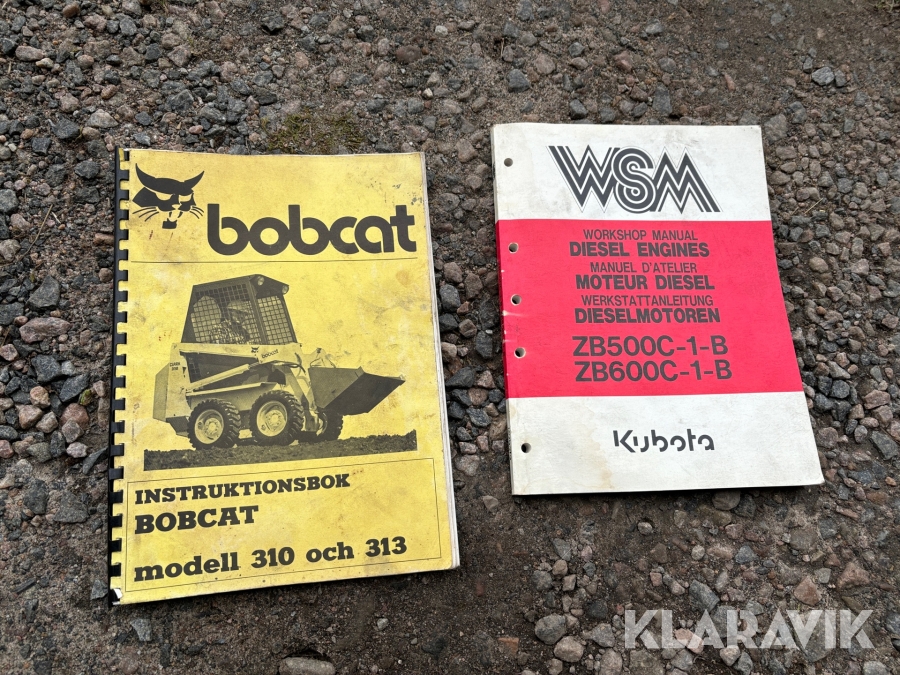 bobcat
INSTRUKTIONSBOK
BOBCAT
modell 310 och 313
WSM
WORKSHOP MANUAL
DIESEL ENGINES
MANUEL D'ATELIER
MOTEUR DIESEL
WERKSTATTANLEITUNG
DIESELMOTOREN
ZB500C-1-B
ZB600C-1-B
Kubota
KLARAVIK